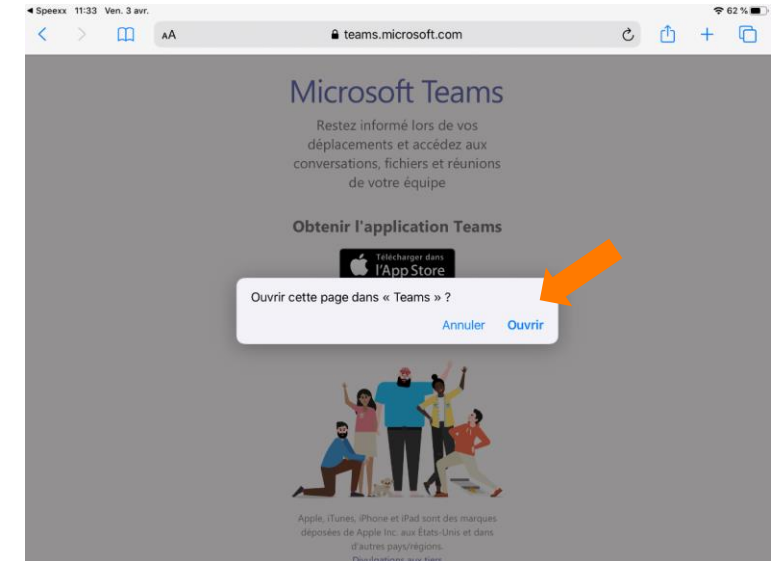 ◀ Speexx 11:33 Ven. 3 avr. 62 %
AA teams.microsoft.com
Microsoft Teams
Restez informé lors de vos
déplacements et accédez aux
conversations, fichiers et réunions
de votre équipe
Obtenir l'application Teams
Télécharger dans
l'App Store
Ouvrir cette page dans « Teams » ?
Annuler Ouvrir
Apple, iTunes, iPhone et iPad sont des marques
déposées de Apple Inc. aux États-Unis et dans
d'autres pays/régions.
Divulgations aux tiers